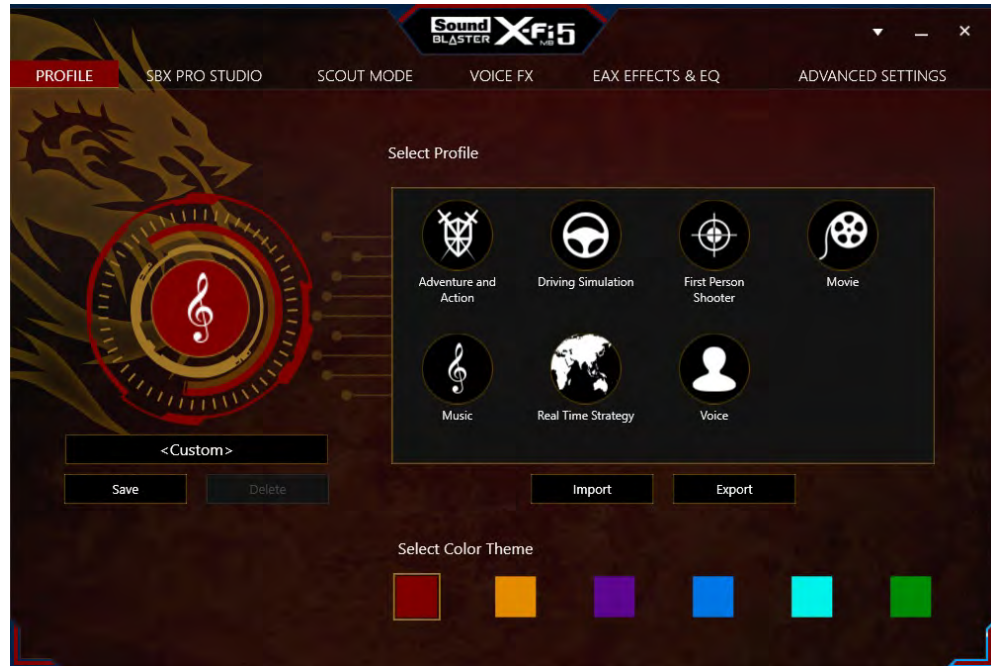 Sound
BLASTER X-Fi 5
MB
PROFILE SBX PRO STUDIO SCOUT MODE VOICE FX EAX EFFECTS & EQ ADVANCED SETTINGS
Select Profile
Adventure and
Action
Driving Simulation
First Person
Shooter
Movie
Music
Real Time Strategy
Voice
<Custom>
Save
Delete
Import
Export
Select Color Theme